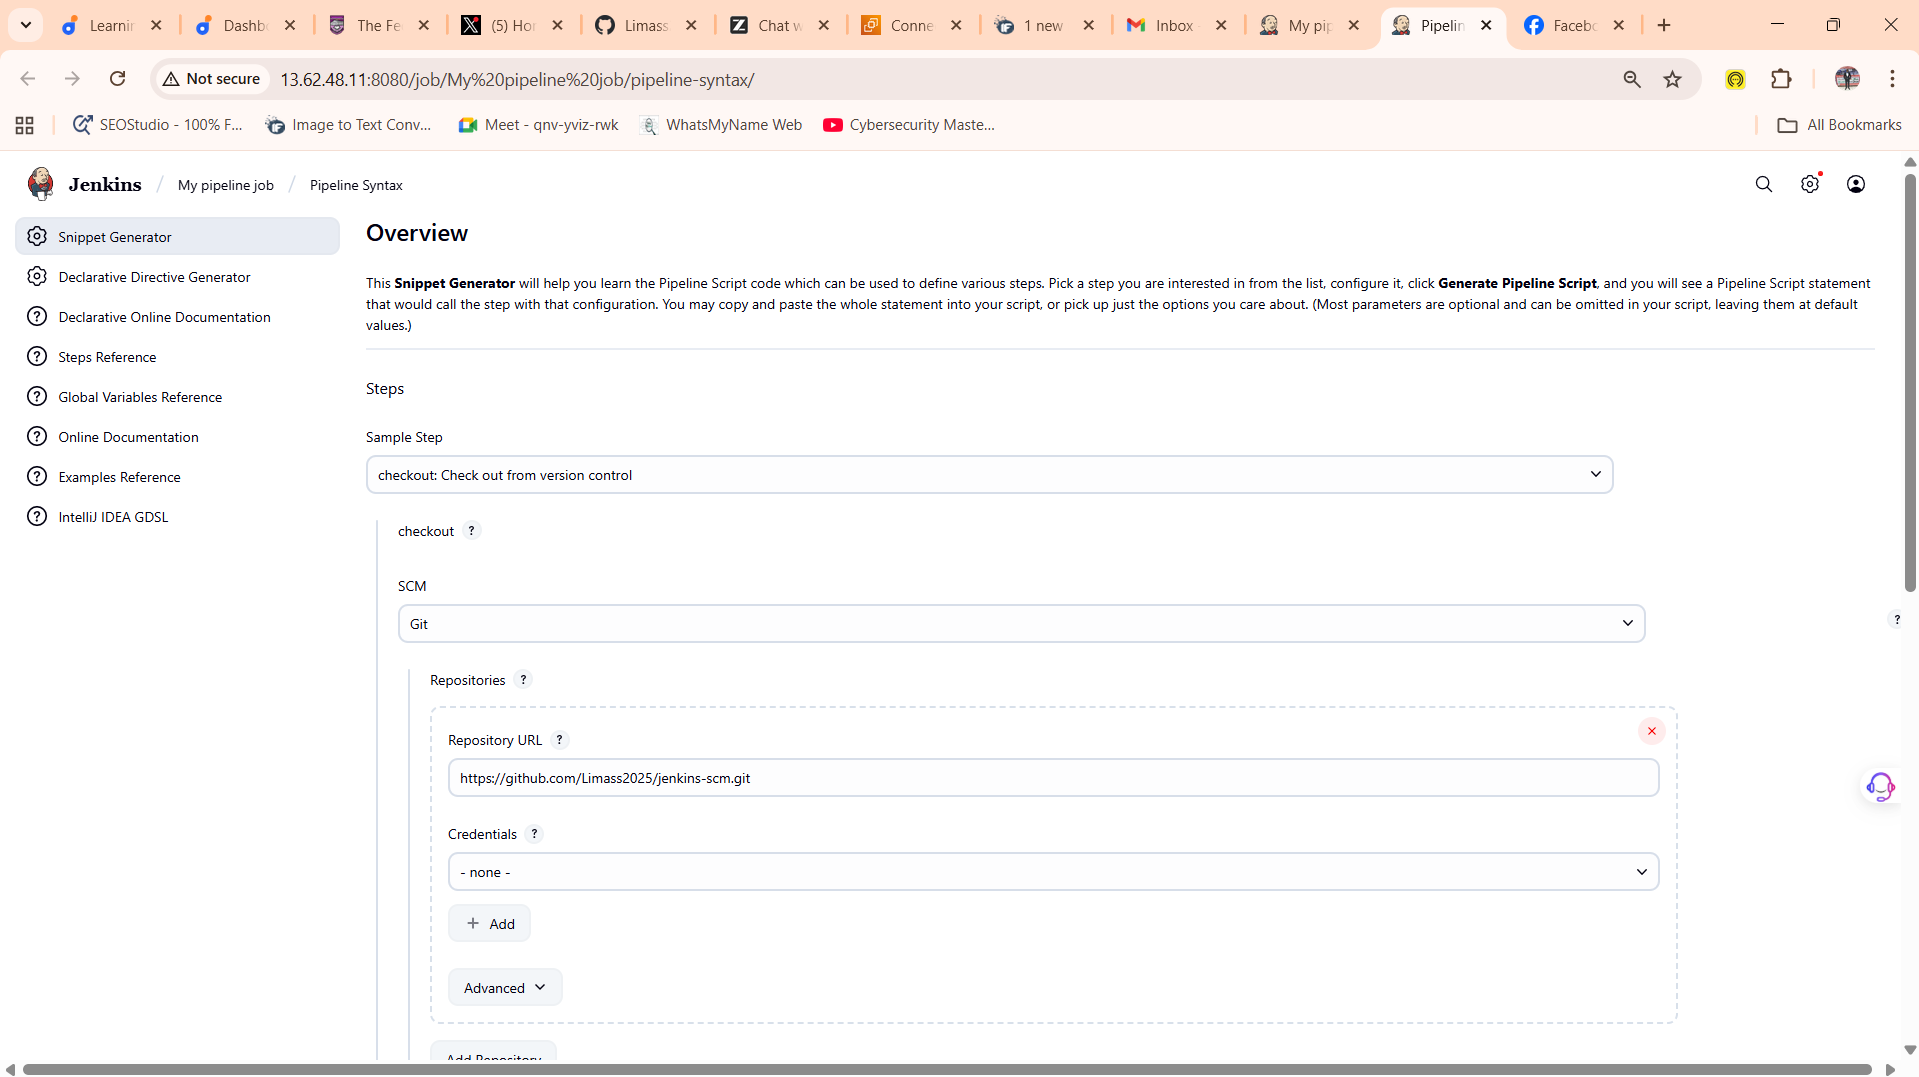 Learnin
Dashbo
The Fe
(5) Hor
Limass
Chat w
Conne
1 new
Inbox
My pip
Pipelin
Facebo
Not secure
13.62.48.11:8080/job/My%20pipeline%20job/pipeline-syntax/
SEOStudio - 100% F...
Image to Text Conv...
Meet - qnv-yviz-rwk
WhatsMyName Web
Cybersecurity Maste...
All Bookmarks
Jenkins / My pipeline job / Pipeline Syntax
Snippet Generator
Declarative Directive Generator
Declarative Online Documentation
Steps Reference
Global Variables Reference
Online Documentation
Examples Reference
IntelliJ IDEA GDSL
Overview
This Snippet Generator will help you learn the Pipeline Script code which can be used to define various steps. Pick a step you are interested in from the list, configure it, click Generate Pipeline Script, and you will see a Pipeline Script statement
that would call the step with that configuration. You may copy and paste the whole statement into your script, or pick up just the options you care about. (Most parameters are optional and can be omitted in your script, leaving them at default
values.)
Steps
Sample Step
checkout: Check out from version control
checkout ?
SCM
Git
?
Repositories ?
Repository URL ?
https://github.com/Limass2025/jenkins-scm.git
Credentials ?
- none -
+ Add
Advanced
Add Repository